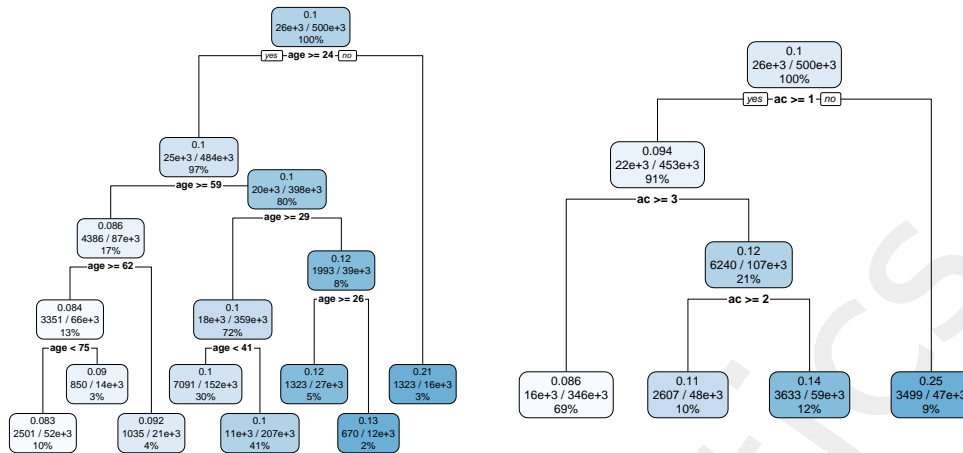 0.1
26e+3 / 500e+3
100%
yes age >= 24 no
0.1
25e+3 / 484e+3
97%
age >= 59
0.1
20e+3 / 398e+3
80%
age >= 29
0.086
4386 / 87e+3
17%
age >= 62
0.12
1993 / 39e+3
8%
age >= 26
0.084
3351 / 66e+3
13%
age < 75
0.1
18e+3 / 359e+3
72%
age < 41
0.09
850 / 14e+3
3%
0.1
7091 / 152e+3
30%
0.12
1323 / 27e+3
5%
0.21
1323 / 16e+3
3%
0.083
2501 / 52e+3
10%
0.092
1035 / 21e+3
4%
0.1
11e+3 / 207e+3
41%
0.13
670 / 12e+3
2%
0.1
26e+3 / 500e+3
100%
yes ac >= 1 no
0.094
22e+3 / 453e+3
91%
ac >= 3
0.12
6240 / 107e+3
21%
ac >= 2
0.086
16e+3 / 346e+3
69%
0.11
2607 / 48e+3
10%
0.14
3633 / 59e+3
12%
0.25
3499 / 47e+3
9%
ics